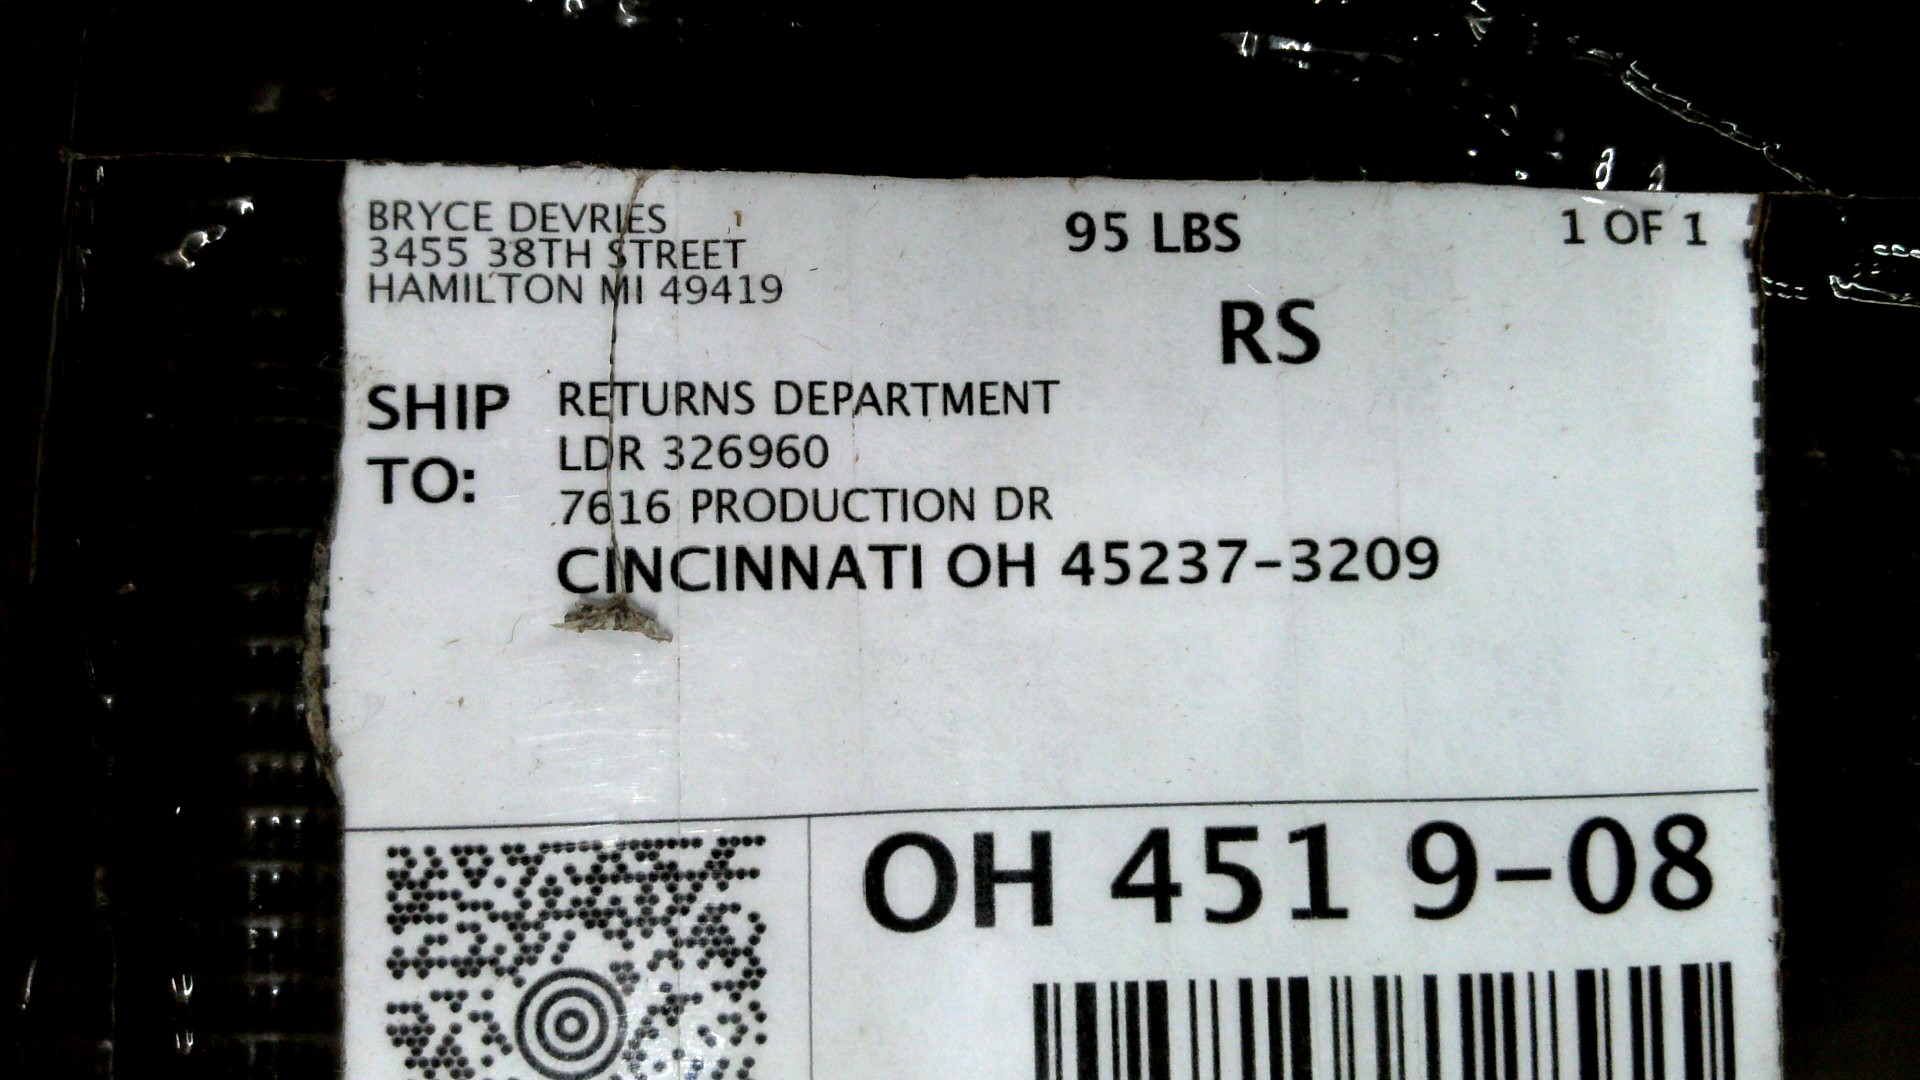 BRYCE DEVRIES
3455 38TH STREET
HAMILTON MI 49419
95 LBS
1 OF 1
RS
SHIP TO:
RETURNS DEPARTMENT
LDR 326960
7616 PRODUCTION DR
CINCINNATI OH 45237-3209
OH 451 9-08